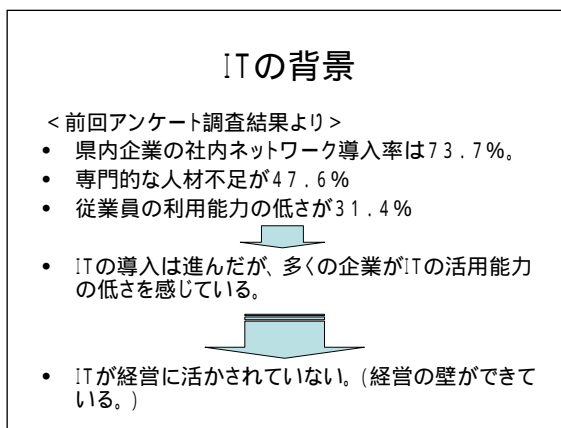 ITの背景
<前回アンケート調査結果より>
• 県内企業の社内ネットワーク導入率は73.7%。
• 専門的な人材不足が47.6%
• 従業員の利用能力の低さが31.4%
• ITの導入は進んだが、多くの企業がITの活用能力
の低さを感じている。
• ITが経営に活かされていない。(経営の壁ができて
いる。)